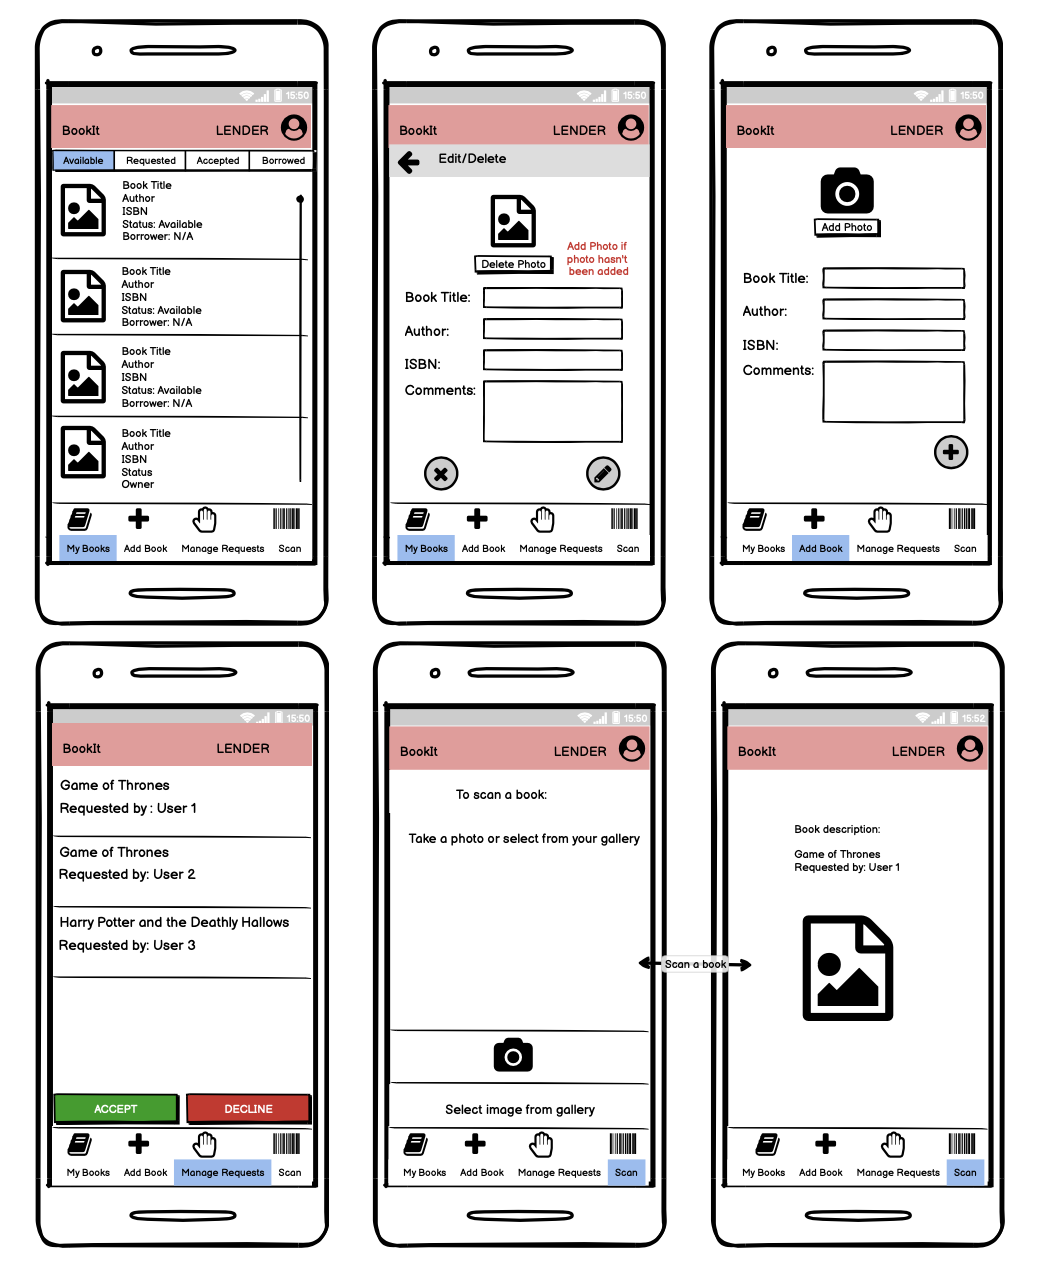 15:50
BookIt LENDER
Available Requested Accepted Borrowed
Book Title
Author
ISBN
Status: Available
Borrower: N/A
Book Title
Author
ISBN
Status: Available
Borrower: N/A
Book Title
Author
ISBN
Status: Available
Borrower: N/A
Book Title
Author
ISBN
Status
Owner
My Books Add Book Manage Requests Scan
15:50
BookIt LENDER
Edit/Delete
Delete Photo
Add Photo if
photo hasn't
been added
Book Title:
Author:
ISBN:
Comments:
My Books Add Book Manage Requests Scan
15:50
BookIt LENDER
Add Photo
Book Title:
Author:
ISBN:
Comments:
My Books Add Book Manage Requests Scan
15:50
BookIt LENDER
Game of Thrones
Requested by : User 1
Game of Thrones
Requested by: User 2
Harry Potter and the Deathly Hallows
Requested by: User 3
ACCEPT DECLINE
My Books Add Book Manage Requests Scan
15:50
BookIt LENDER
To scan a book:
Take a photo or select from your gallery
Select image from gallery
My Books Add Book Manage Requests Scan
Scan a book
15:52
BookIt LENDER
Book description:
Game of Thrones
Requested by: User 1
My Books Add Book Manage Requests Scan